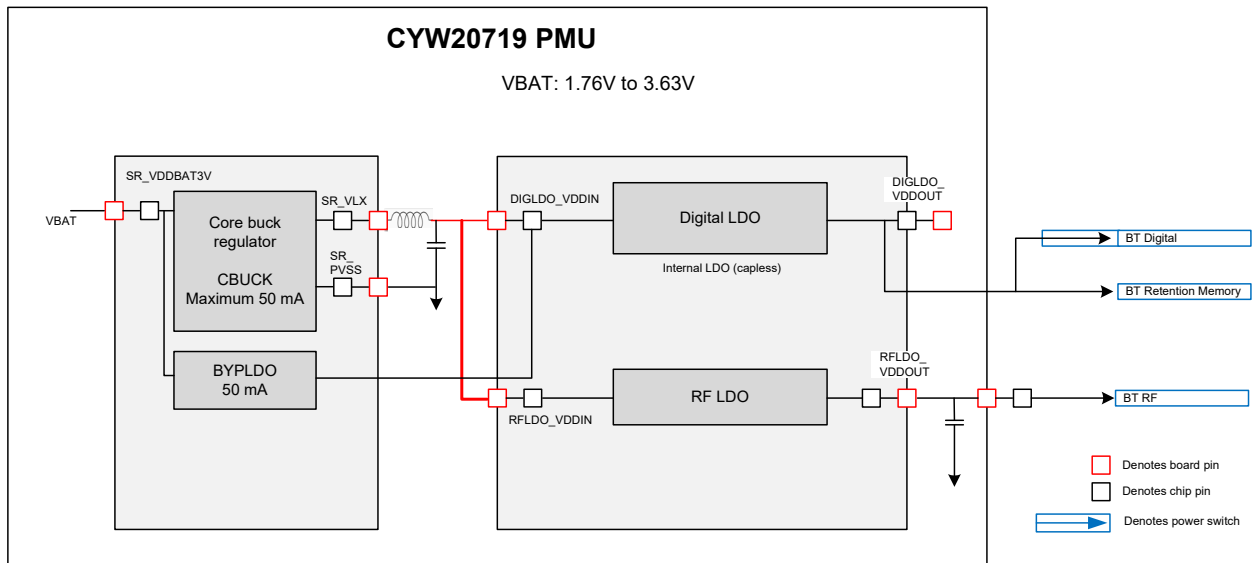 CYW20719 PMU
VBAT: 1.76V to 3.63V
SR_VDDBAT3V
VBAT
Core buck
regulator
CBUCK
Maximum 50 mA
SR_VLX
SR_
PVSS
BYPLDO
50 mA
DIGLDO_VDDIN
Digital LDO
Internal LDO (capless)
DIGLDO_
VDDOUT
BT Digital
BT Retention Memory
RFLDO_VDDIN
RF LDO
RFLDO_
VDDOUT
BT RF
Denotes board pin
Denotes chip pin
Denotes power switch